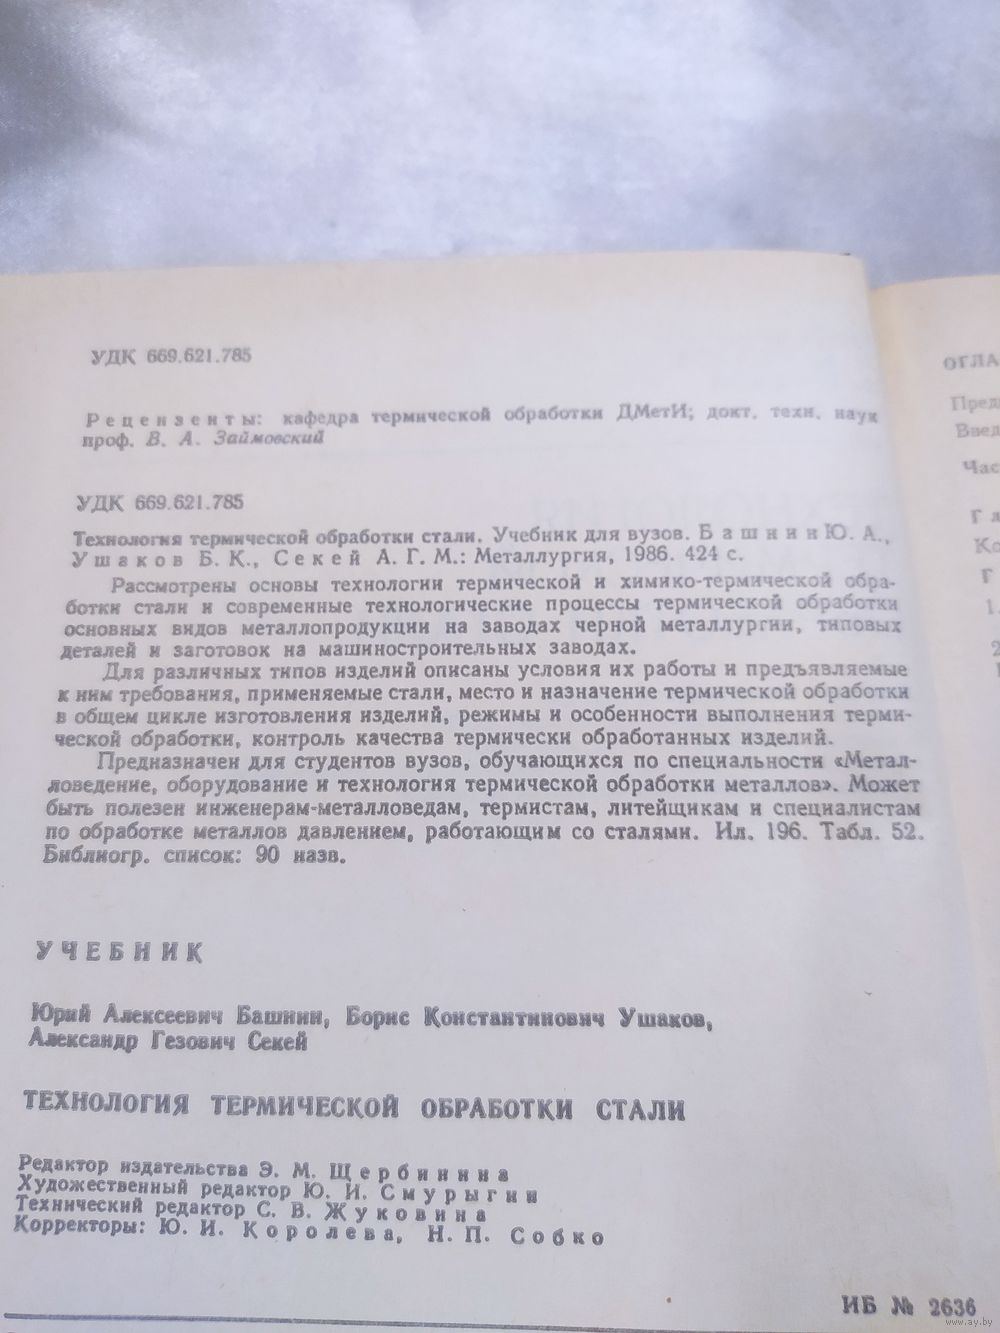 УДК 669.621.785
Рецензенты: кафедра термической обработки ДМетИ; докт. техн. наук
проф. В. А. Займовский
УДК 669.621.785
Технология термической обработки стали. Учебник для вузов. Башнин Ю. А.,
Ушаков Б. К., Секей А. Г. М.: Металлургия, 1986. 424 с.
Рассмотрены основы технологии термической и химико-термической обра-
ботки стали и современные технологические процессы термической обработки
основных видов металлопродукции на заводах черной металлургии, типовых
деталей и заготовок на машиностроительных заводах.
Для различных типов изделий описаны условия их работы и предъявляемые
к ним требования, применяемые стали, место и назначение термической обработки
в общем цикле изготовления изделий, режимы и особенности выполнения терми-
ческой обработки, контроль качества термически обработанных изделий.
Предназначен для студентов вузов, обучающихся по специальности «Метал-
ловедение, оборудование и технология термической обработки металлов». Может
быть полезен инженерам-металловедам, термистам, литейщикам и специалистам
по обработке металлов давлением, работающим со сталями. Ил. 196. Табл. 52.
Библиогр. список: 90 назв.
УЧЕБНИК
Юрий Алексеевич Башнин, Борис Константинович Ушаков,
Александр Гезович Секей
ТЕХНОЛОГИЯ ТЕРМИЧЕСКОЙ ОБРАБОТКИ СТАЛИ
Редактор издательства Э. М. Щербинина
Художественный редактор Ю. И. Смурыгин
Технический редактор С. В. Жуковина
Корректоры: Ю. И. Королева, Н. П. Собко
ИБ № 2636
ОГЛА
Пред
Введ
Час
www.ay.by